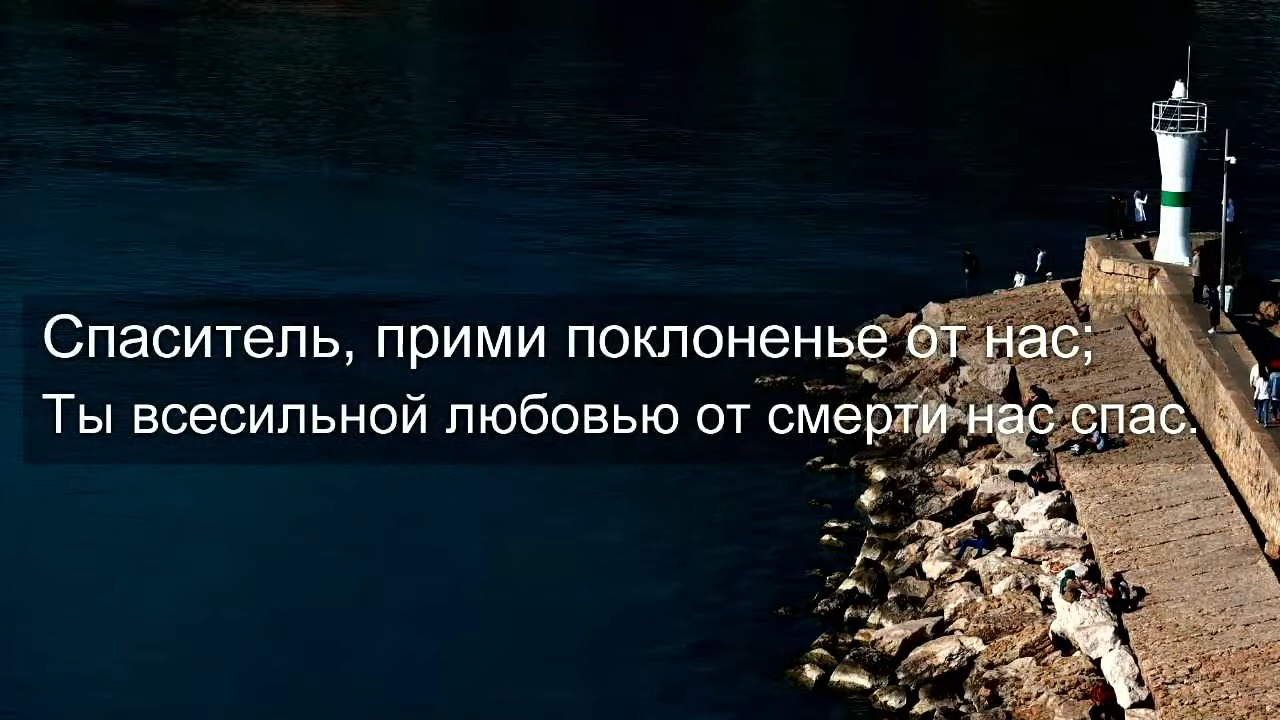 Спаситель, прими поклоненье от нас;
Ты всесильной любовью от смерти нас спас.